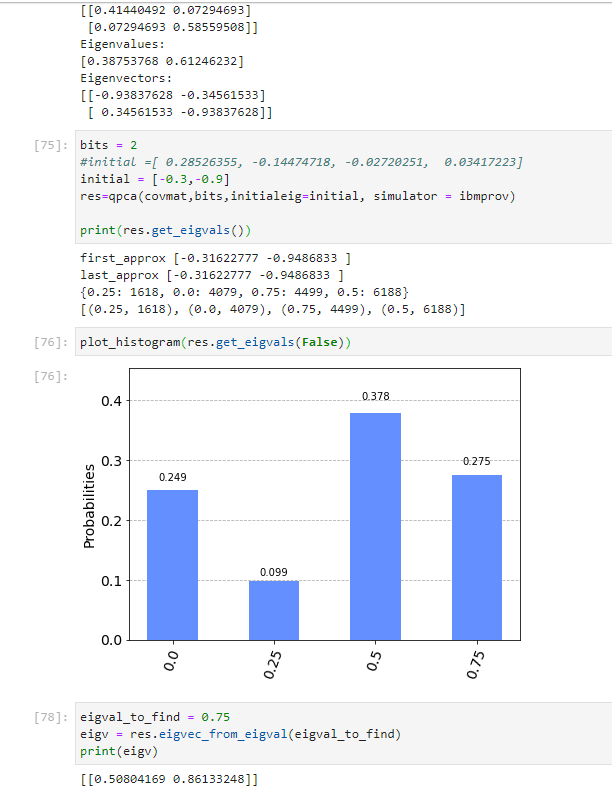 [[0.41440492 0.07294693]
[0.07294693 0.58559508]]
Eigenvalues:
[0.38753768 0.61246232]
Eigenvectors:
[[-0.93837628 -0.34561533]
[ 0.34561533 -0.93837628]]
[75]: bits = 2
#initial =[ 0.28526355, -0.14474718, -0.02720251,  0.03417223]
initial = [-0.3,-0.9]
res=qpca(covmat,bits,initialeig=initial, simulator = ibmprov)
print(res.get_eigvals())
first_approx [-0.31622777 -0.9486833 ]
last_approx [-0.31622777 -0.9486833 ]
{0.25: 1618, 0.0: 4079, 0.75: 4499, 0.5: 6188}
[(0.25, 1618), (0.0, 4079), (0.75, 4499), (0.5, 6188)]
[76]: plot_histogram(res.get_eigvals(False))
[76]:
0.378
0.4
0.275
0.3
0.249
Probabilities
0.2
0.099
0.1
0.0
0.0 0.25 0.5 0.75
[78]: eigval_to_find = 0.75
eigv = res.eigvec_from_eigval(eigval_to_find)
print(eigv)
[[0.50804169 0.86133248]]